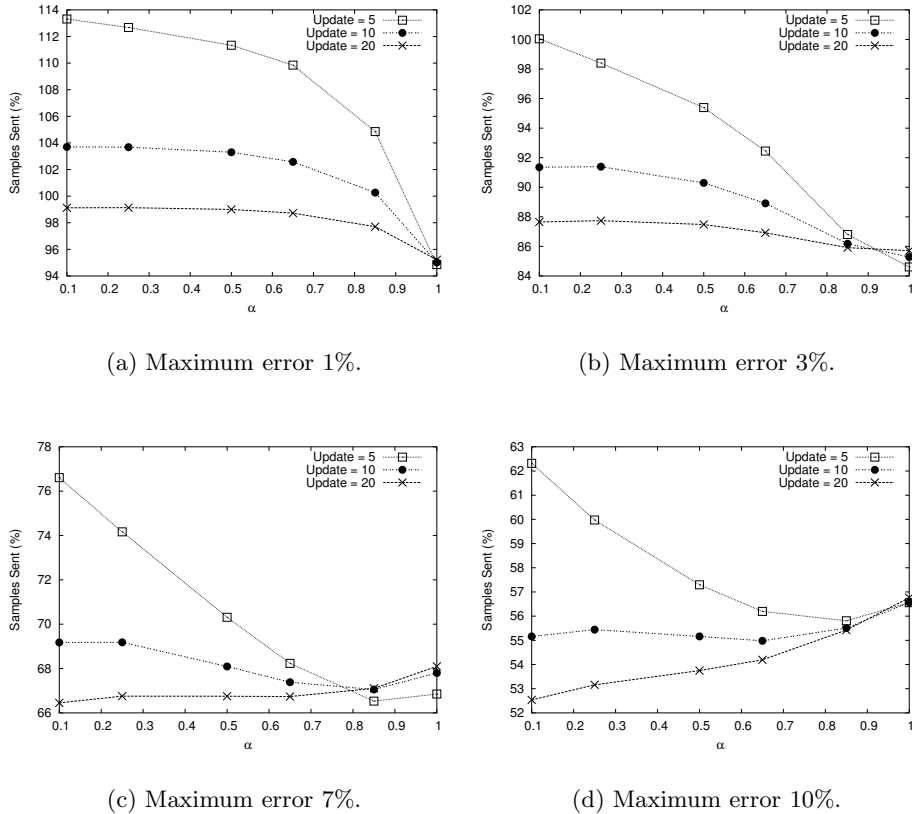 114
112
110
108
106
104
102
100
98
96
94
Samples Sent (%)
0.1 0.2 0.3 0.4 0.5 0.6 0.7 0.8 0.9 1
α
Update = 5
Update = 10
Update = 20
(a) Maximum error 1%.
102
100
98
96
94
92
90
88
86
84
Samples Sent (%)
0.1 0.2 0.3 0.4 0.5 0.6 0.7 0.8 0.9 1
α
Update = 5
Update = 10
Update = 20
(b) Maximum error 3%.
78
76
74
72
70
68
66
Samples Sent (%)
0.1 0.2 0.3 0.4 0.5 0.6 0.7 0.8 0.9 1
α
Update = 5
Update = 10
Update = 20
(c) Maximum error 7%.
63
62
61
60
59
58
57
56
55
54
53
52
Samples Sent (%)
0.1 0.2 0.3 0.4 0.5 0.6 0.7 0.8 0.9 1
α
Update = 5
Update = 10
Update = 20
(d) Maximum error 10%.